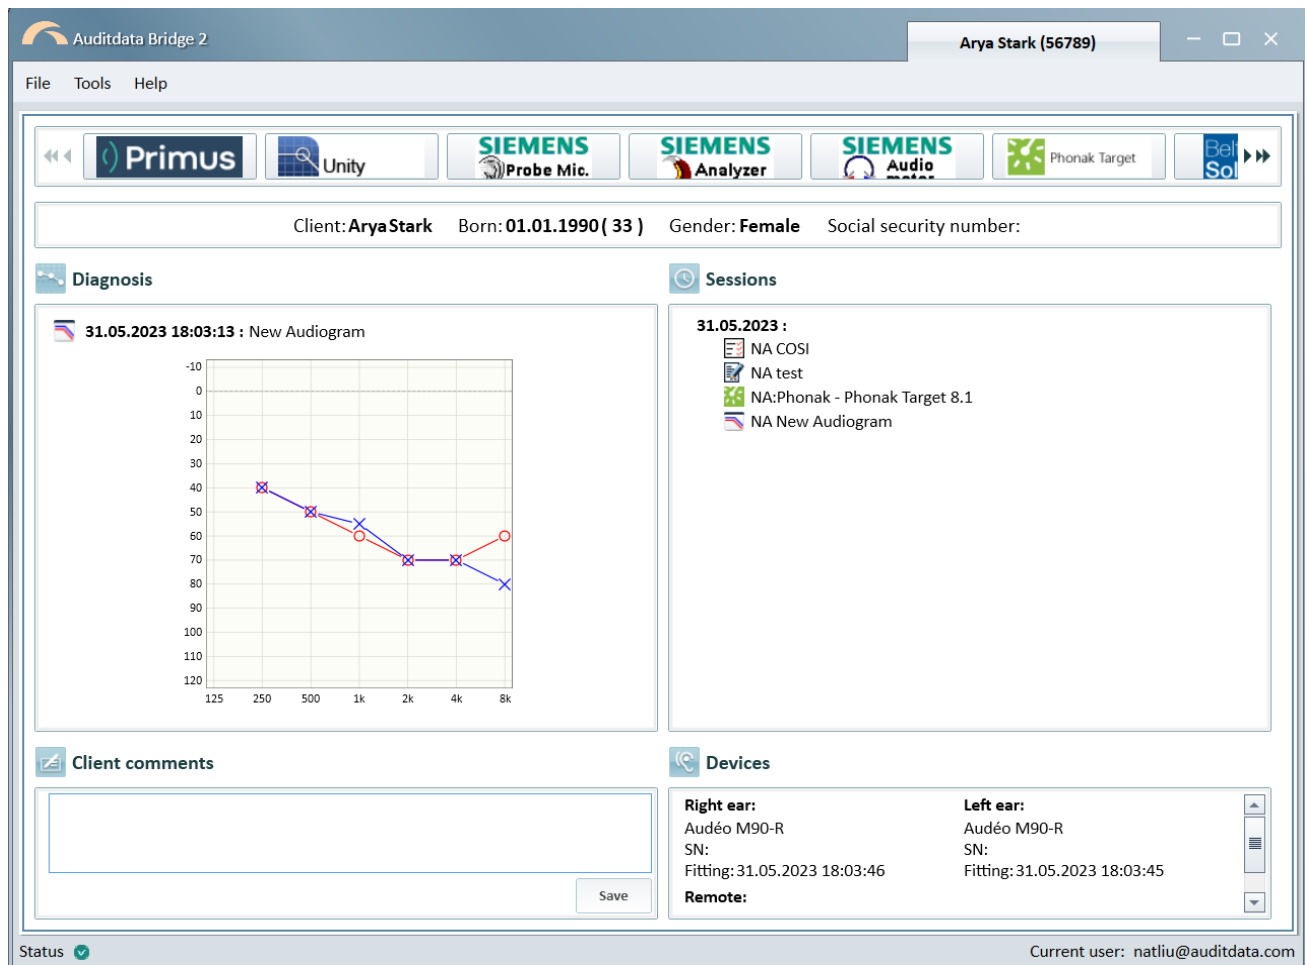 Auditdata Bridge 2
Arya Stark (56789)
File Tools Help
Primus
Unity
SIEMENS
Probe Mic.
SIEMENS
Analyzer
SIEMENS
Audio
Phonak Target
Client: Arya Stark Born: 01.01.1990 ( 33 ) Gender: Female Social security number:
Diagnosis
31.05.2023 18:03:13 : New Audiogram
-10
0
10
20
30
40
50
60
70
80
90
100
110
120
125 250 500 1k 2k 4k 8k
Sessions
31.05.2023 :
NA COSI
NA test
NA:Phonak - Phonak Target 8.1
NA New Audiogram
Client comments
Save
Devices
Right ear:
Audéo M90-R
SN:
Fitting: 31.05.2023 18:03:46
Left ear:
Audéo M90-R
SN:
Fitting: 31.05.2023 18:03:45
Remote:
Status
Current user: natliu@auditdata.com